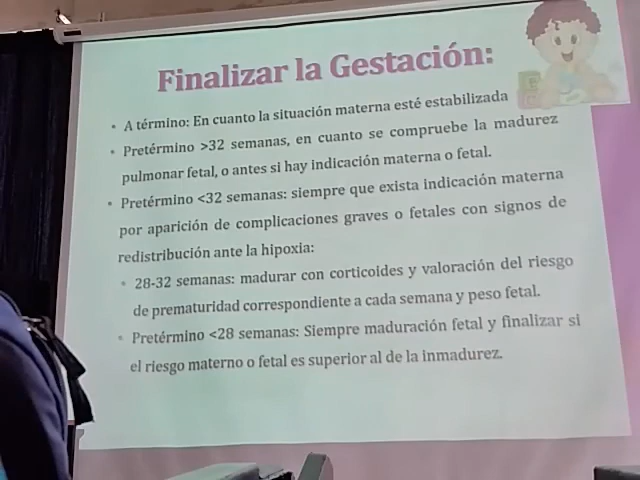 Finalizar la Gestación:
• A término: En cuanto la situación materna esté estabilizada
• Pretérmino >32 semanas, en cuanto se compruebe la madurez
pulmonar fetal, o antes si hay indicación materna o fetal.
• Pretérmino <32 semanas: siempre que exista indicación materna
por aparición de complicaciones graves o fetales con signos de
redistribución ante la hipoxia:
• 28-32 semanas: madurar con corticoides y valoración del riesgo
de prematuridad correspondiente a cada semana y peso fetal.
• Pretérmino <28 semanas: Siempre maduración fetal y finalizar si
el riesgo materno o fetal es superior al de la inmadurez.